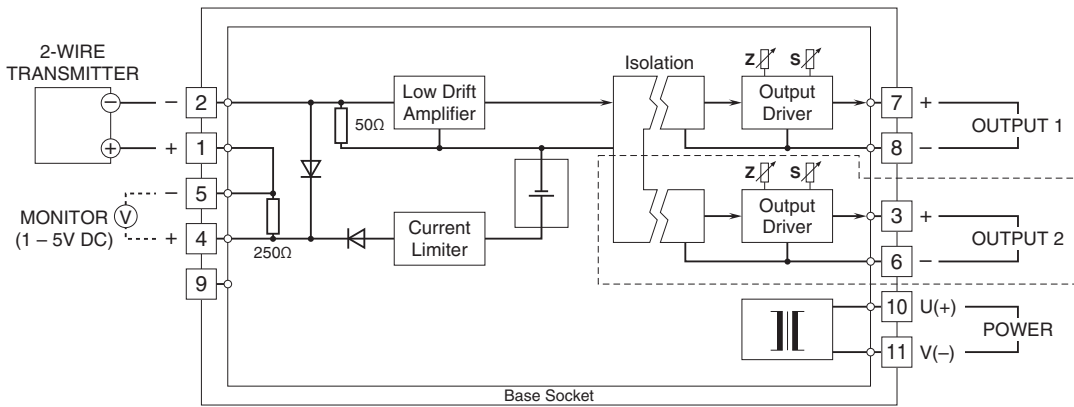 2-WIRE
TRANSMITTER
− − 2
+ + 1
− 5
MONITOR V
(1 – 5V DC) + 4
9
50Ω
250Ω
Low Drift
Amplifier
Current
Limiter
Isolation
Z S
Output
Driver
7 +
OUTPUT 1
8 −
Z S
Output
Driver
3 +
OUTPUT 2
6 −
10 U(+)
POWER
11 V(–)
Base Socket